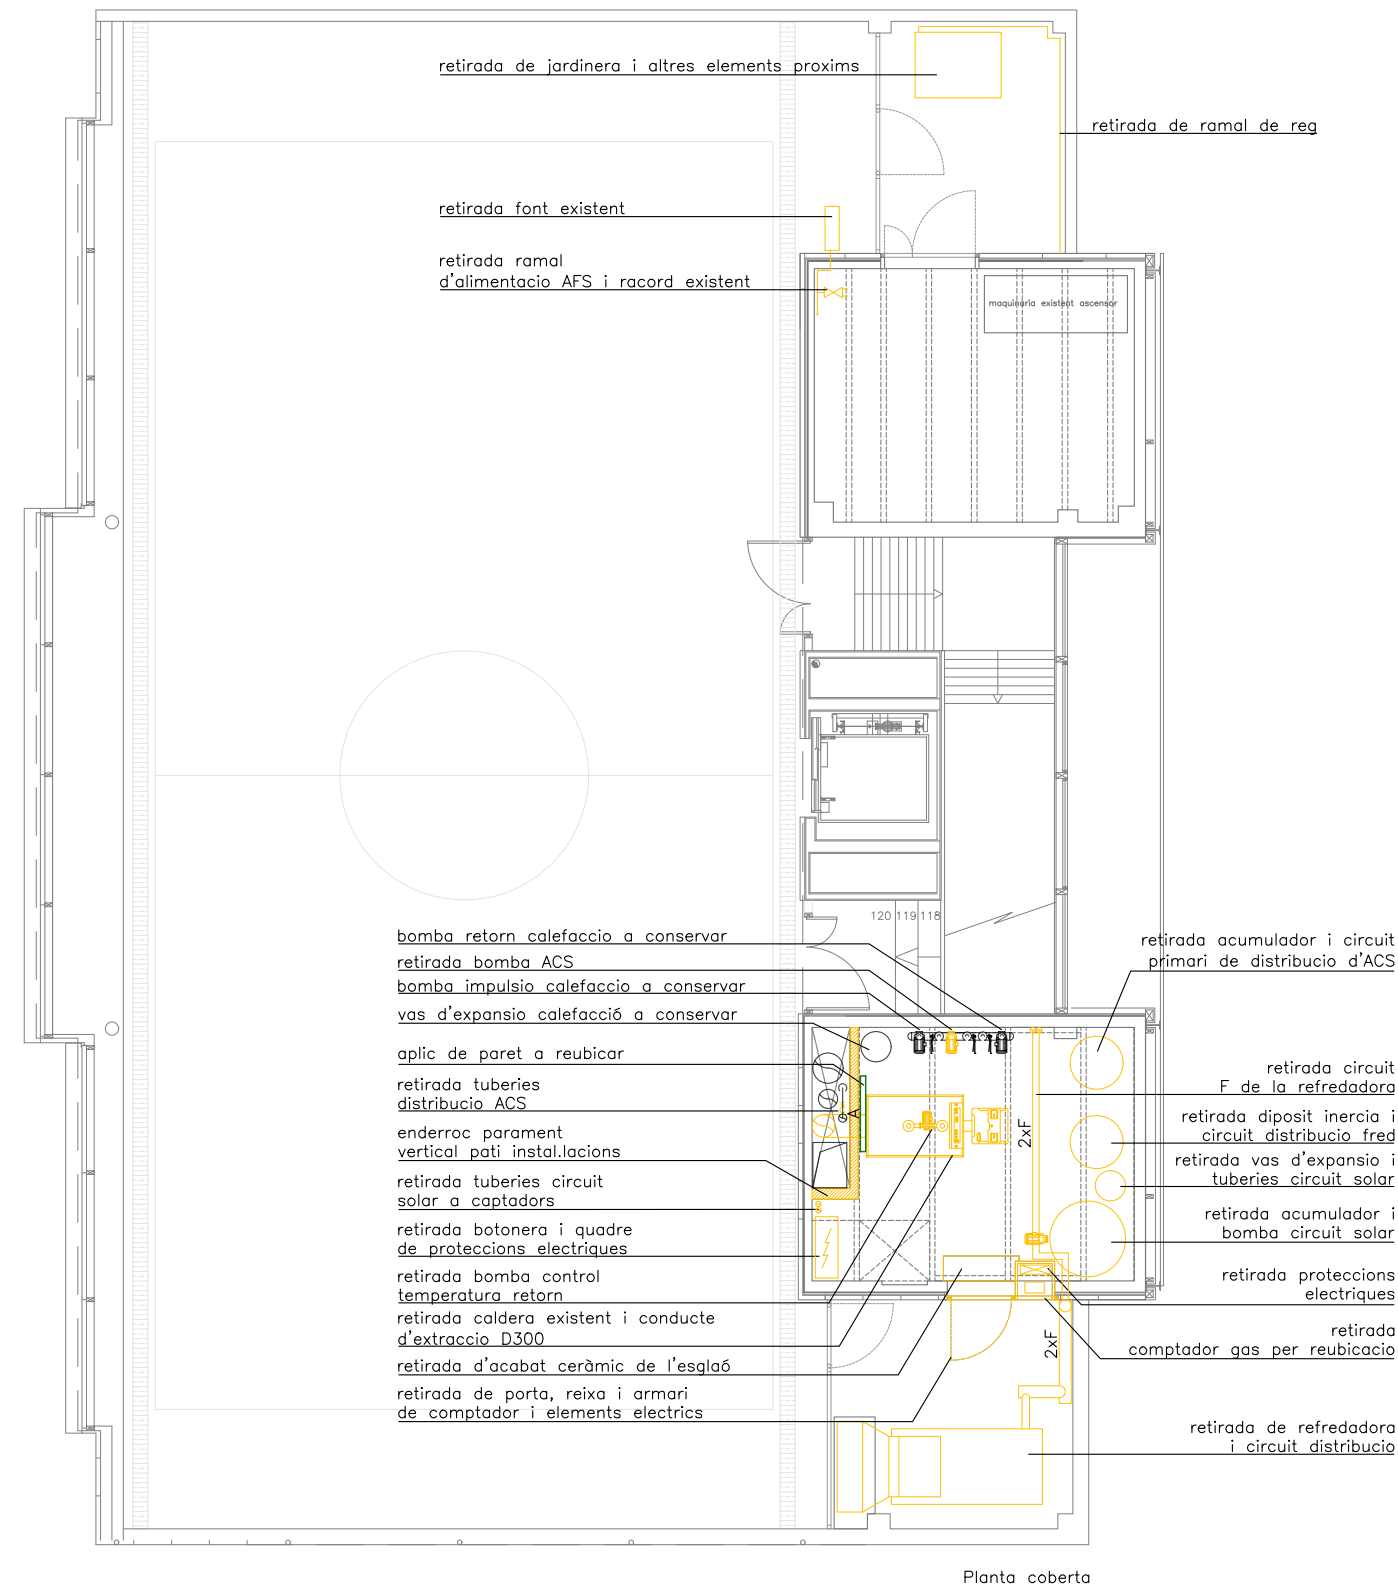 retirada de jardinera i altres elements proxims
retirada de ramal de reg
retirada font existent
retirada ramal
d'alimentacio AFS i racord existent
maquinaria existent ascensor
120 119 118
bomba retorn calefaccio a conservar
retirada bomba ACS
bomba impulsio calefaccio a conservar
vas d'expansio calefacció a conservar
aplic de paret a reubicar
retirada tuberies
distribucio ACS
enderroc parament
vertical pati instal.lacions
retirada tuberies circuit
solar a captadors
retirada botonera i quadre
de proteccions electriques
retirada bomba control
temperatura retorn
retirada caldera existent i conducte
d'extraccio D300
retirada d'acabat ceràmic de l'esglaó
retirada de porta, reixa i armari
de comptador i elements electrics
A
2xF
2xF
retirada acumulador i circuit
primari de distribucio d'ACS
retirada circuit
F de la refredadora
retirada diposit inercia i
circuit distribucio fred
retirada vas d'expansio i
tuberies circuit solar
retirada acumulador i
bomba circuit solar
retirada proteccions
electriques
retirada
comptador gas per reubicacio
retirada de refredadora
i circuit distribucio
Planta coberta